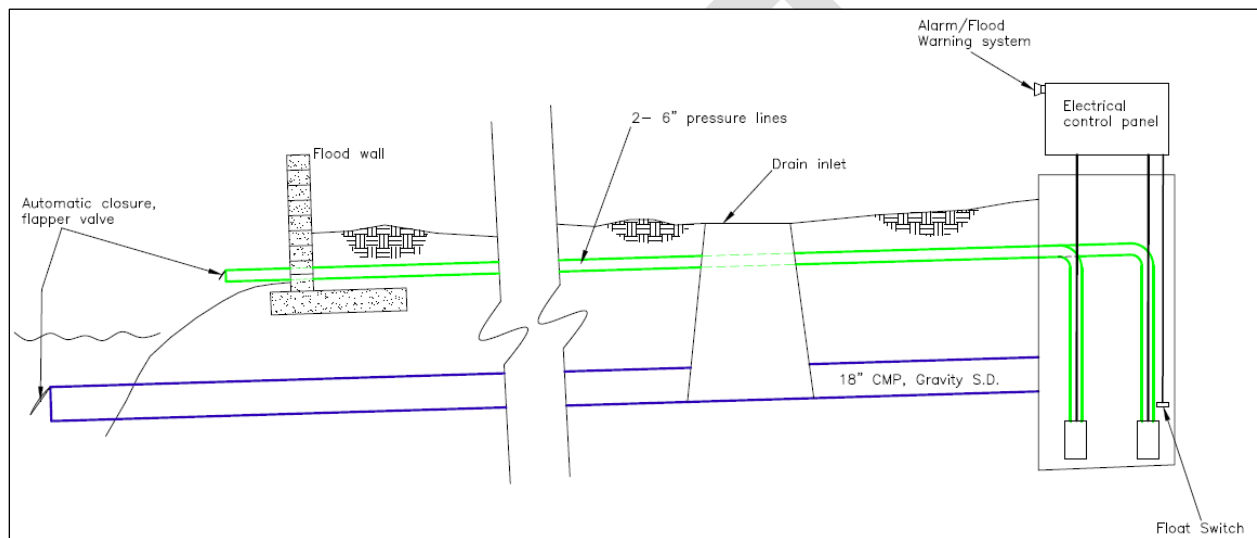 Alarm/Flood
Warning system
Electrical
control panel
2- 6" pressure lines
Flood wall
Drain inlet
Automatic closure,
flapper valve
18" CMP, Gravity S.D.
Float Switch